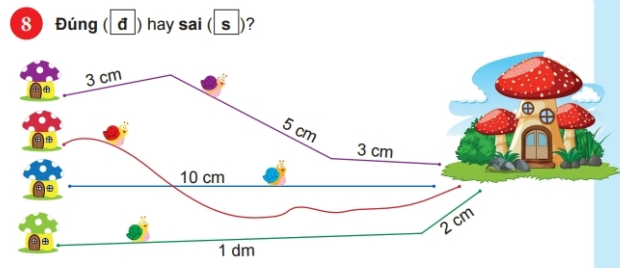 8 Đúng ( đ ) hay sai ( s )?
3 cm
5 cm
3 cm
10 cm
2 cm
1 dm